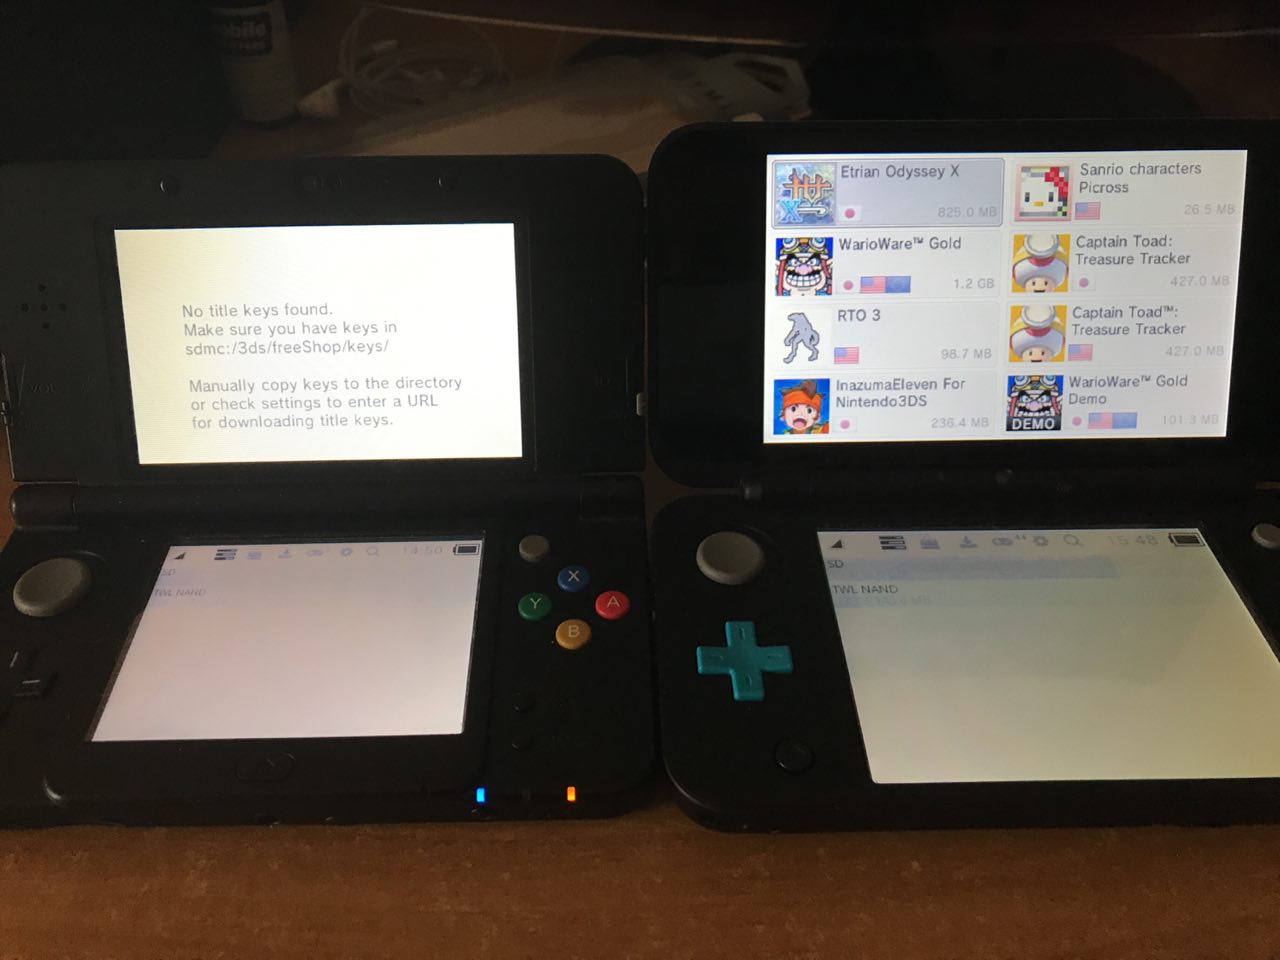 No title keys found.
Make sure you have keys in
sdmc:/3ds/freeShop/keys/
Manually copy keys to the directory
or check settings to enter a URL
for downloading title keys.
14:50
SD
TWL NAND
X
Y
A
B
Etrian Odyssey X
825.0 MB
Sanrio characters
Picross
26.5 MB
WarioWare™ Gold
1.2 GB
Captain Toad:
Treasure Tracker
427.0 MB
RTO 3
98.7 MB
Captain Toad™:
Treasure Tracker
427.0 MB
InazumaEleven For
Nintendo3DS
236.4 MB
WarioWare™ Gold
Demo
DEMO
101.3 MB
15:48
SD
TWL NAND